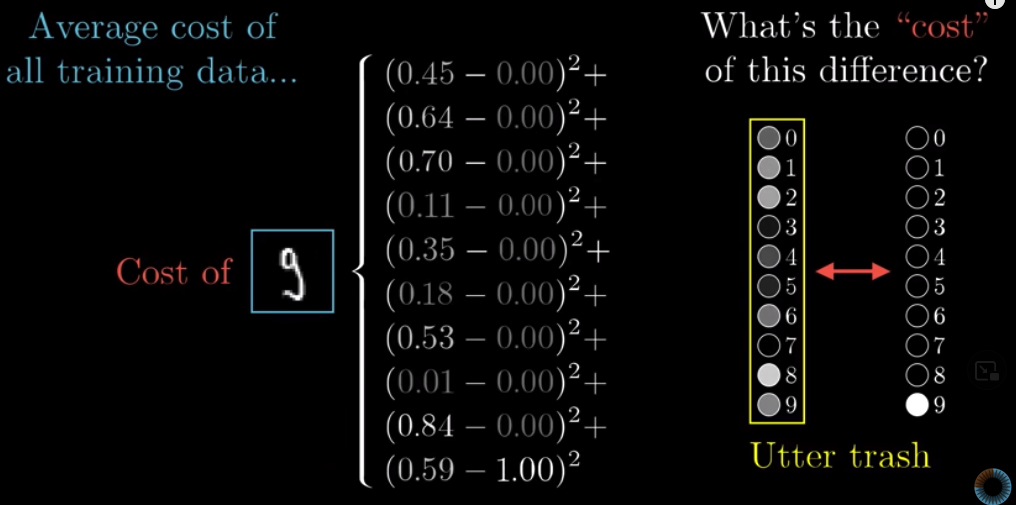 Average cost of
all training data...
What's the “cost”
of this difference?
Cost of
9
(0.45 − 0.00)²+
(0.64 − 0.00)²+
(0.70 − 0.00)²+
(0.11 − 0.00)²+
(0.35 − 0.00)²+
(0.18 − 0.00)²+
(0.53 − 0.00)²+
(0.01 − 0.00)²+
(0.84 − 0.00)²+
(0.59 − 1.00)²
0
1
2
3
4
5
6
7
8
9
0
1
2
3
4
5
6
7
8
9
Utter trash